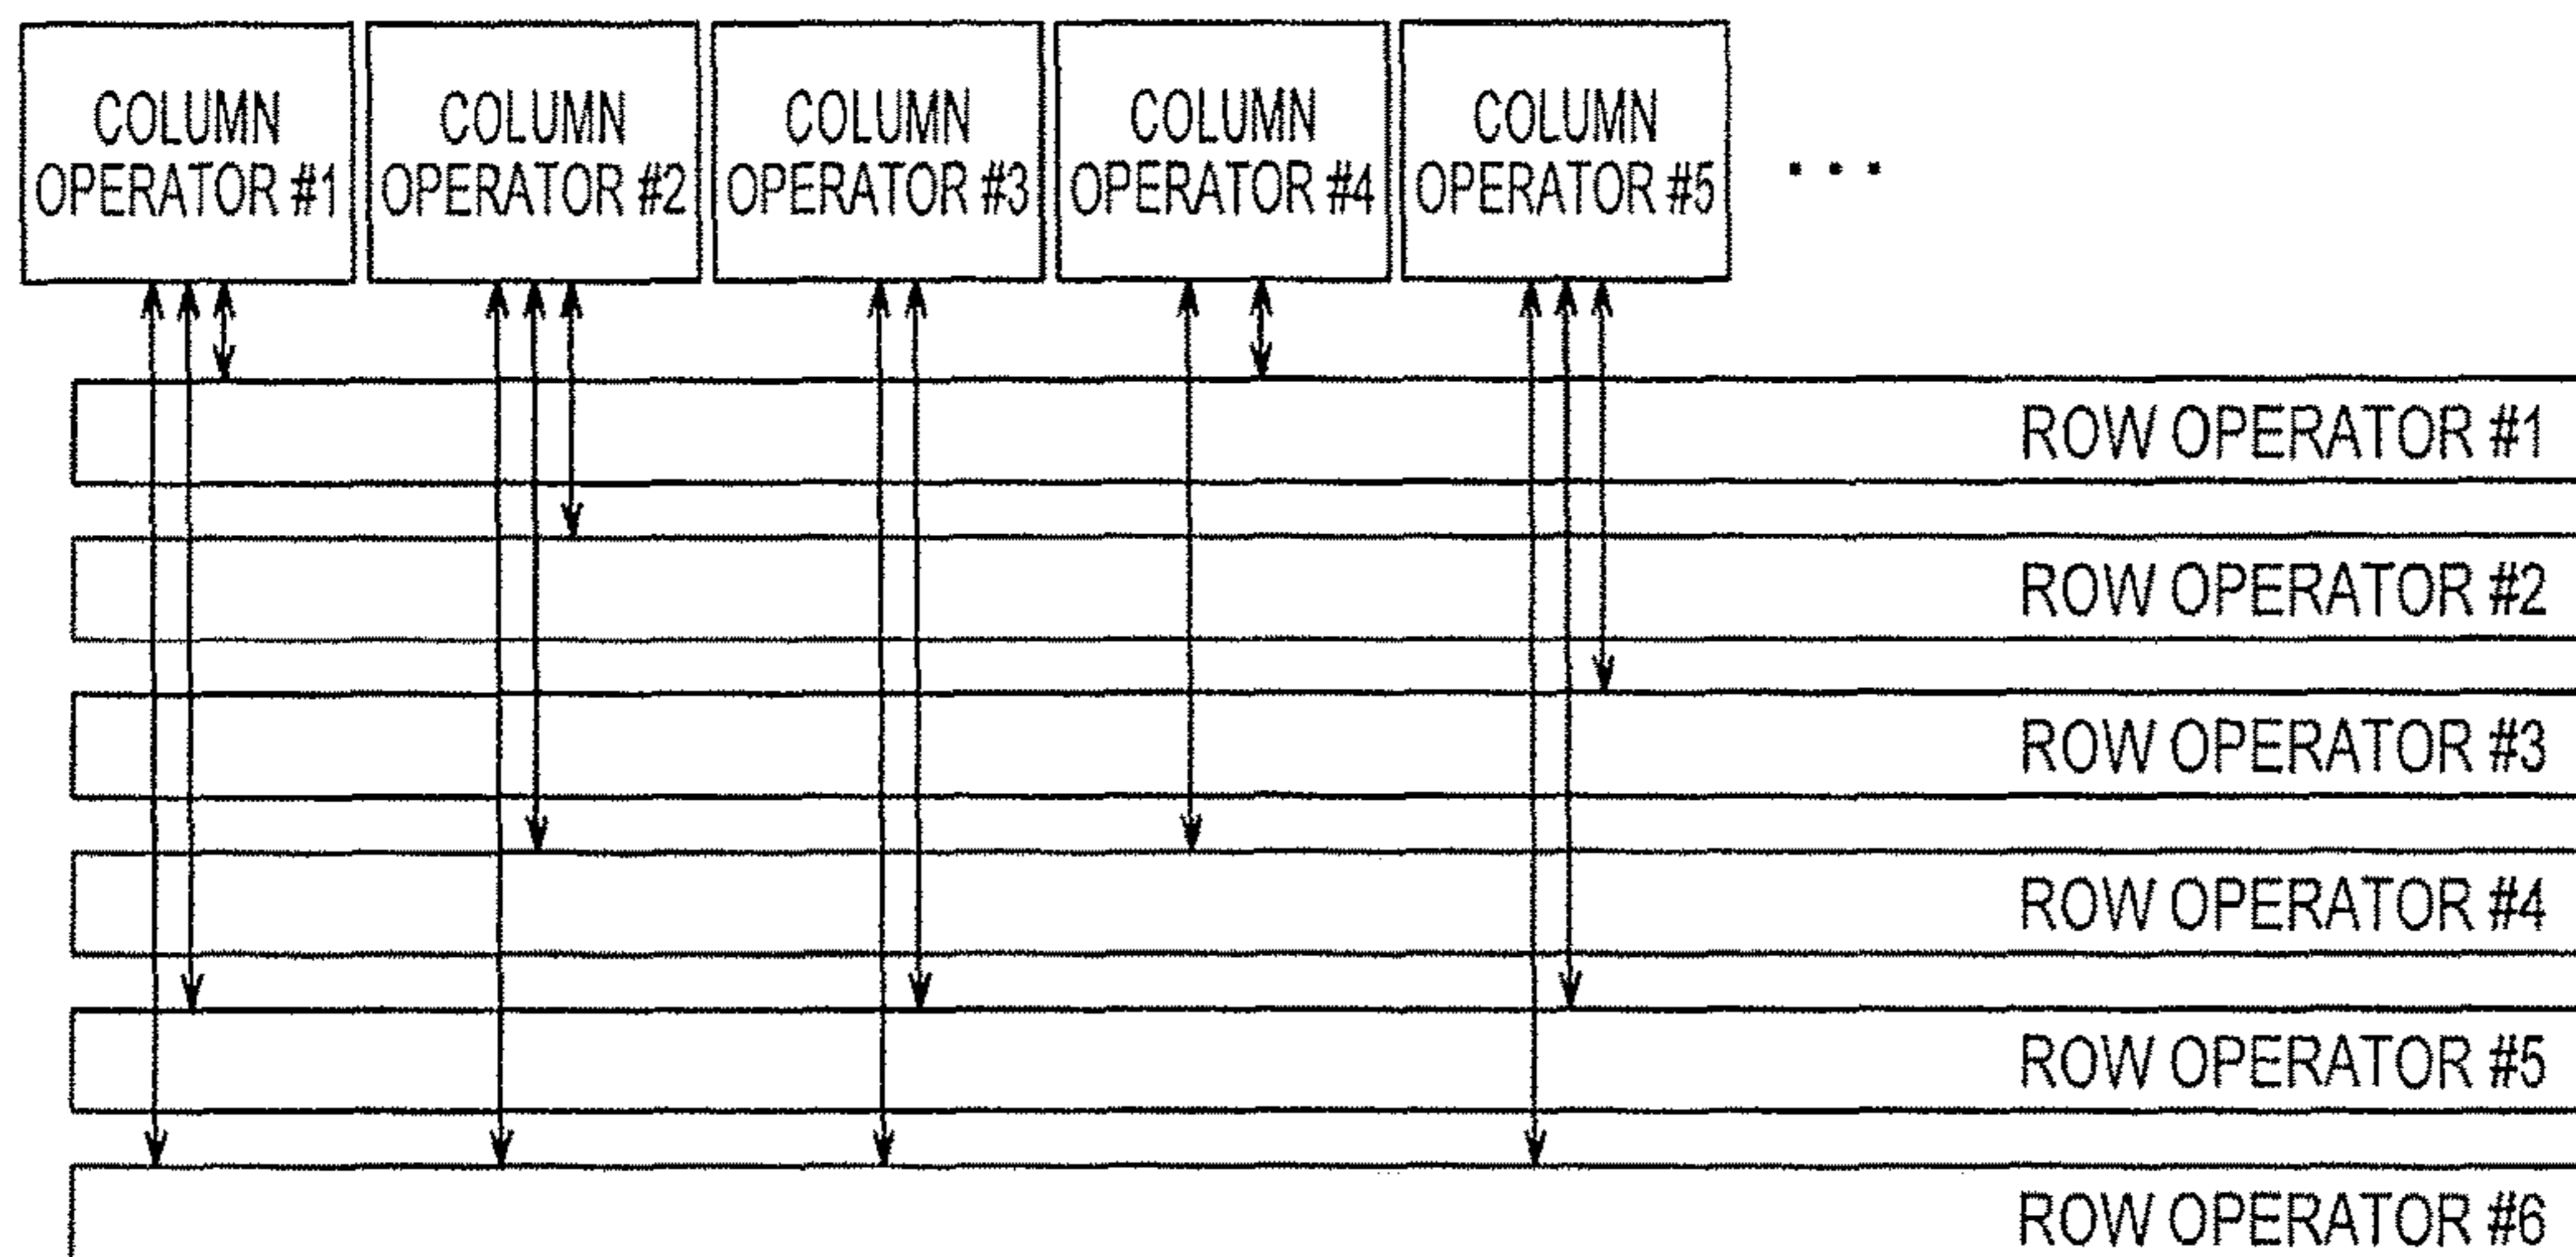 COLUMN
OPERATOR #1
COLUMN
OPERATOR #2
COLUMN
OPERATOR #3
COLUMN
OPERATOR #4
COLUMN
OPERATOR #5
...
ROW OPERATOR #1
ROW OPERATOR #2
ROW OPERATOR #3
ROW OPERATOR #4
ROW OPERATOR #5
ROW OPERATOR #6